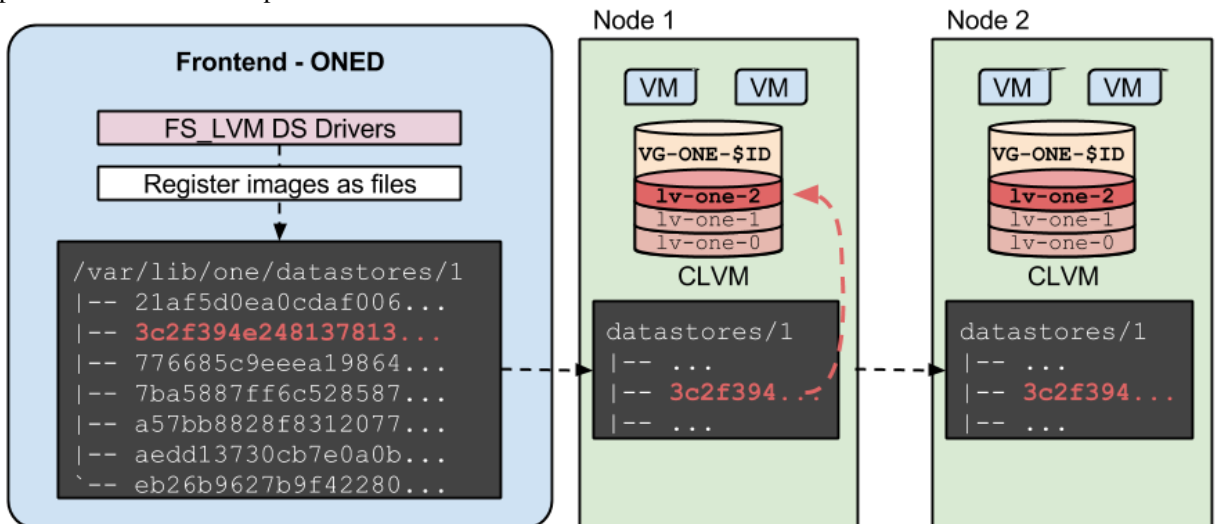 Frontend - ONED
FS_LVM DS Drivers
Register images as files
/var/lib/one/datastores/1
|-- 21af5d0ea0cdaf006...
|-- 3c2f394e248137813...
|-- 776685c9eeea19864...
|-- 7ba5887ff6c528587...
|-- a57bb8828f8312077...
|-- aedd13730cb7e0a0b...
`-- eb26b9627b9f42280...
Node 1
VM VM
VG-ONE-$ID
lv-one-2
lv-one-1
lv-one-0
CLVM
datastores/1
|-- ...
|-- 3c2f394...
|-- ...
Node 2
VM VM
VG-ONE-$ID
lv-one-2
lv-one-1
lv-one-0
CLVM
datastores/1
|-- ...
|-- 3c2f394...
|-- ...